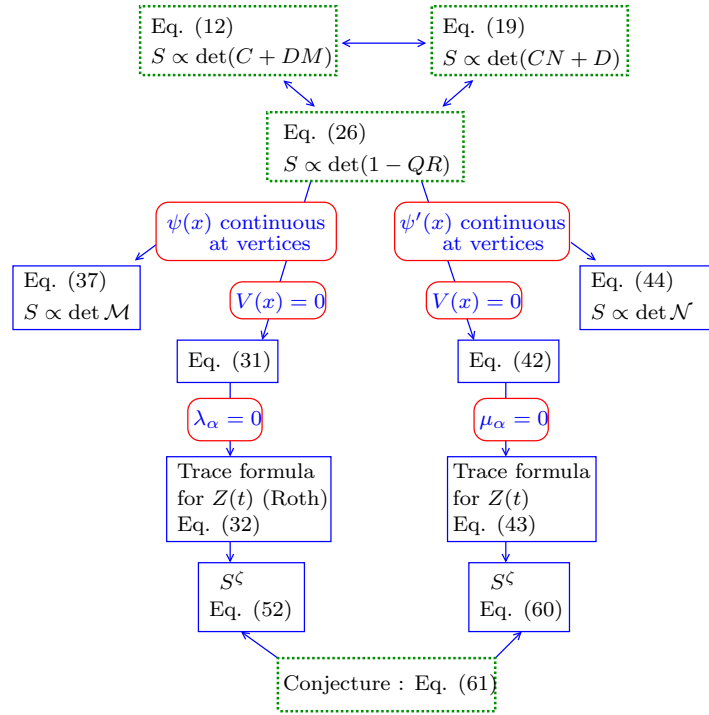 Eq. (12)
S ∝ det(C + DM)
Eq. (19)
S ∝ det(CN + D)
Eq. (26)
S ∝ det(1 − QR)
ψ(x) continuous
at vertices
ψ′(x) continuous
at vertices
Eq. (37)
S ∝ det ℳ
V(x) = 0
V(x) = 0
Eq. (44)
S ∝ det 𝒩
Eq. (31)
Eq. (42)
λ_α = 0
μ_α = 0
Trace formula
for Z(t) (Roth)
Eq. (32)
Trace formula
for Z(t)
Eq. (43)
S^ζ
Eq. (52)
S^ζ
Eq. (60)
Conjecture : Eq. (61)